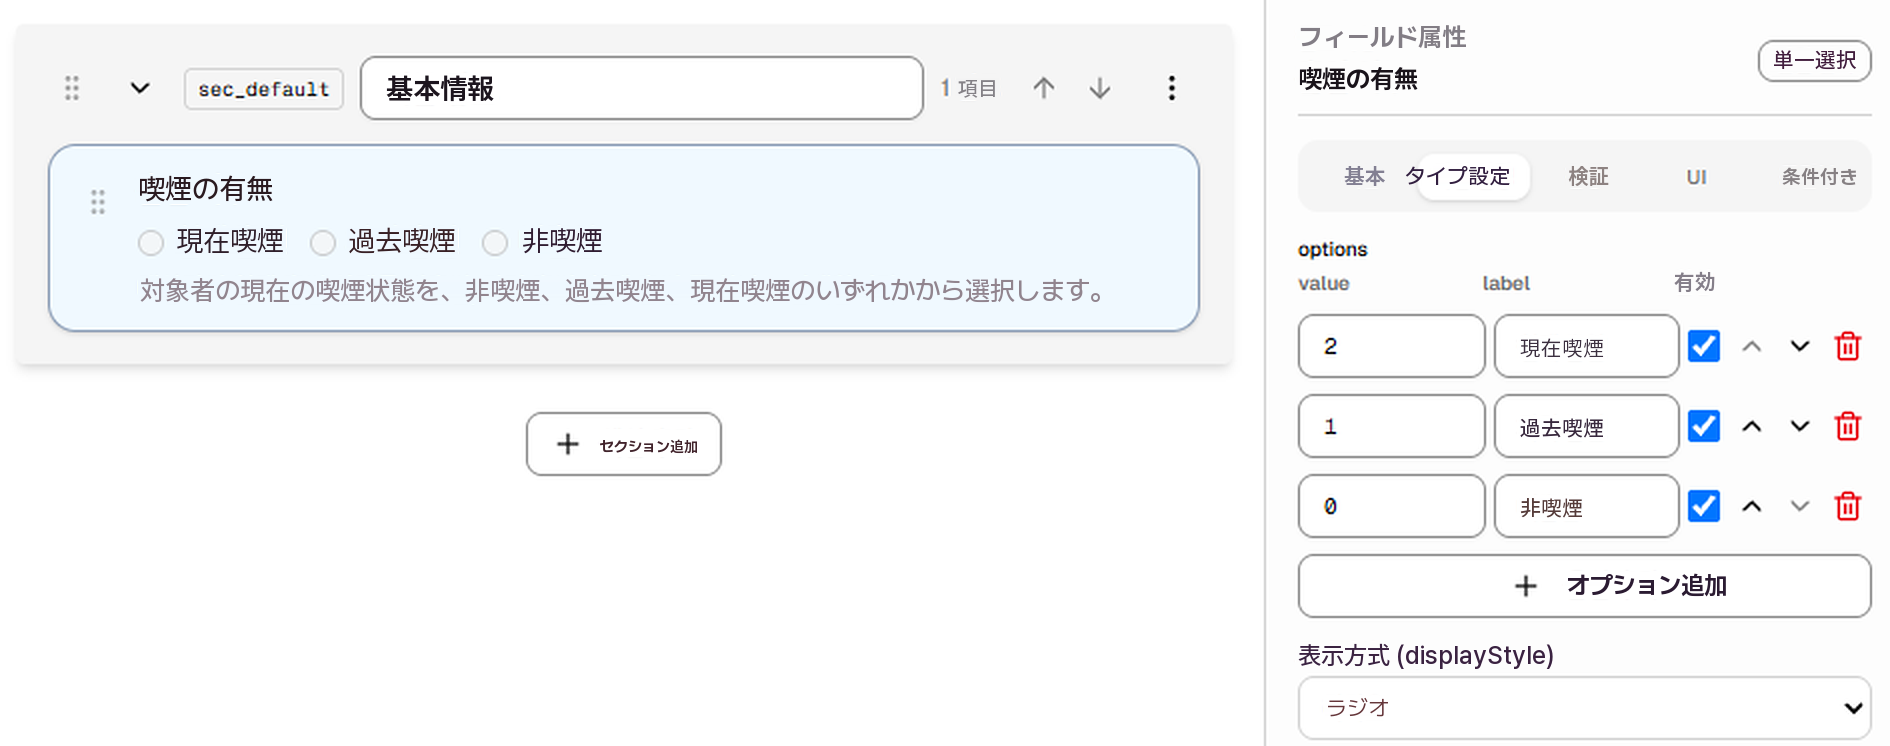 sec_default
基本情報
1 項目
喫煙の有無
現在喫煙 過去喫煙 非喫煙
対象者の現在の喫煙状態を、非喫煙、過去喫煙、現在喫煙のいずれかから選択します。
セクション追加
フィールド属性
喫煙の有無
単一選択
基本 タイプ設定 検証 UI 条件付き
options
value label 有効
2 現在喫煙
1 過去喫煙
0 非喫煙
オプション追加
表示方式 (displayStyle)
ラジオ